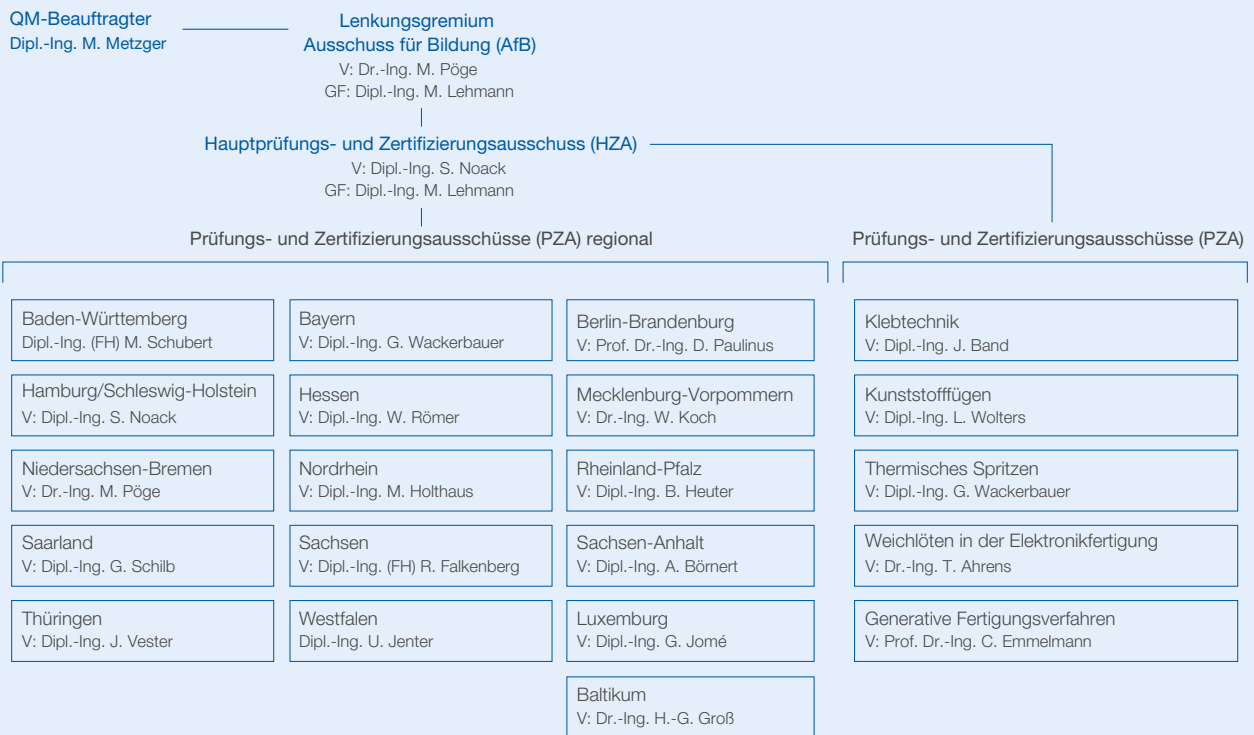 QM-Beauftragter
Dipl.-Ing. M. Metzger
Lenkungsgremium
Ausschuss für Bildung (AfB)
V: Dr.-Ing. M. Pöge
GF: Dipl.-Ing. M. Lehmann
Hauptprüfungs- und Zertifizierungsausschuss (HZA)
V: Dipl.-Ing. S. Noack
GF: Dipl.-Ing. M. Lehmann
Prüfungs- und Zertifizierungsausschüsse (PZA) regional
Baden-Württemberg
Dipl.-Ing. (FH) M. Schubert
Bayern
V: Dipl.-Ing. G. Wackerbauer
Berlin-Brandenburg
V: Prof. Dr.-Ing. D. Paulinus
Hamburg/Schleswig-Holstein
V: Dipl.-Ing. S. Noack
Hessen
V: Dipl.-Ing. W. Römer
Mecklenburg-Vorpommern
V: Dr.-Ing. W. Koch
Niedersachsen-Bremen
V: Dr.-Ing. M. Pöge
Nordrhein
V: Dipl.-Ing. M. Holthaus
Rheinland-Pfalz
V: Dipl.-Ing. B. Heuter
Saarland
V: Dipl.-Ing. G. Schilb
Sachsen
V: Dipl.-Ing. (FH) R. Falkenberg
Sachsen-Anhalt
V: Dipl.-Ing. A. Börnert
Thüringen
V: Dipl.-Ing. J. Vester
Westfalen
Dipl.-Ing. U. Jenter
Luxemburg
V: Dipl.-Ing. G. Jomé
Baltikum
V: Dr.-Ing. H.-G. Groß
Prüfungs- und Zertifizierungsausschüsse (PZA)
Klebtechnik
V: Dipl.-Ing. J. Band
Kunststofffügen
V: Dipl.-Ing. L. Wolters
Thermisches Spritzen
V: Dipl.-Ing. G. Wackerbauer
Weichlöten in der Elektronikfertigung
V: Dr.-Ing. T. Ahrens
Generative Fertigungsverfahren
V: Prof. Dr.-Ing. C. Emmelmann